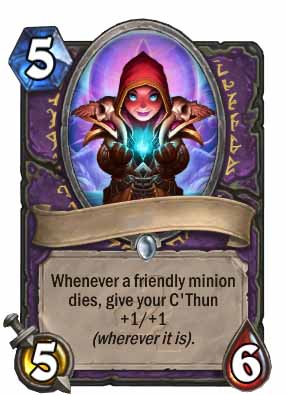 5
Whenever a friendly minion
dies, give your C'Thun
+1/+1
(wherever it is).
5
6